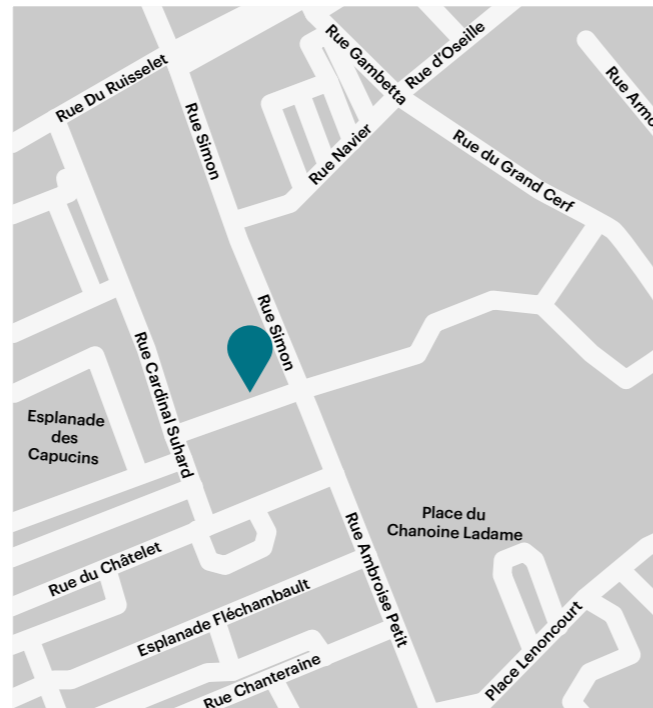 Rue Du Ruisselet
Rue Simon
Rue Gambetta
Rue d'Oseille
Rue Navier
Rue du Grand Cerf
Rue Simon
Rue Cardinal Suhard
Esplanade
des
Capucins
Place du
Chanoine Ladame
Rue du Châtelet
Rue Ambroise Petit
Esplanade Fléchambault
Rue Chanteraine
Place Lenoncourt
Rue